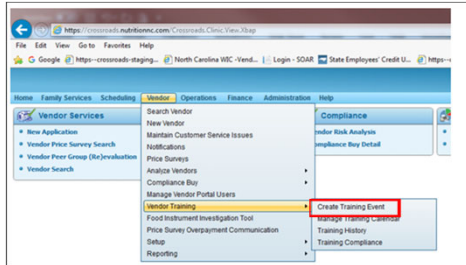 https://crossroads.nutritionnc.com/Crossroads.Clinic.View.Xbap
File Edit View Go to Favorites Help
G Google https--crossroads-staging... North Carolina WIC -Vend... Login - SOAR State Employees' Credit U... https--c
Home Family Services Scheduling Vendor Operations Finance Administration Help
Vendor Services
New Application
Vendor Price Survey Search
Vendor Peer Group (Re)evaluation
Vendor Search
Search Vendor
New Vendor
Maintain Customer Service Issues
Notifications
Price Surveys
Analyze Vendors
Compliance Buy
Manage Vendor Portal Users
Vendor Training
Food Instrument Investigation Tool
Price Survey Overpayment Communication
Setup
Reporting
Compliance
endor Risk Analysis
ompliance Buy Detail
Create Training Event
Manage Training Calendar
Training History
Training Compliance